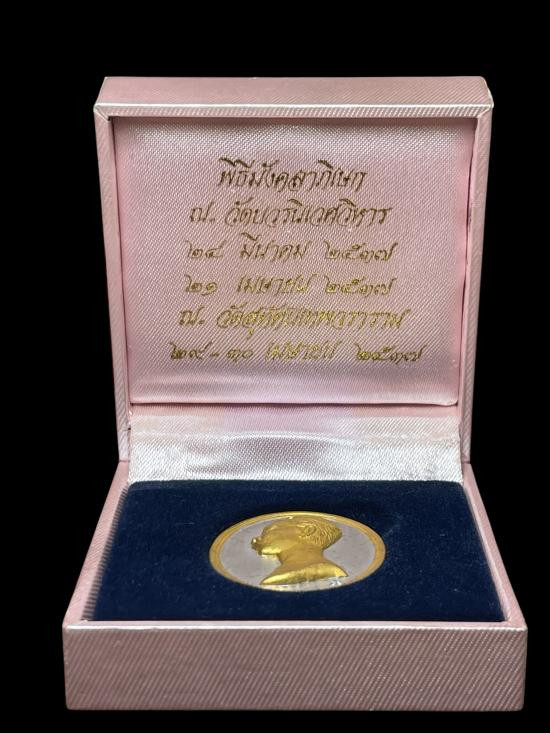 พิธีมังคลาภิเษก
ณ. วัดบวรนิเวศวิหาร
๒๔ มีนาคม ๒๕๓๗
๒๑ เมษายน ๒๕๓๗
ณ. วัดสุทัศนเทพวราราม
๒๙-๓๐ เมษายน ๒๕๓๗